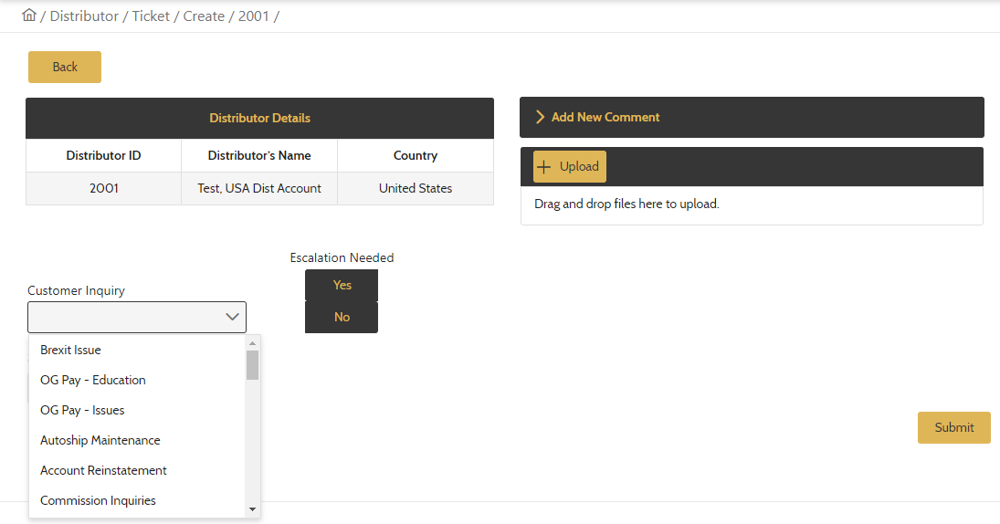 / Distributor / Ticket / Create / 2001 /
Back
Distributor Details
Distributor ID Distributor's Name Country
2001 Test, USA Dist Account United States
Add New Comment
Upload
Drag and drop files here to upload.
Escalation Needed
Yes
No
Customer Inquiry
Brexit Issue
OG Pay - Education
OG Pay - Issues
Autoship Maintenance
Account Reinstatement
Commission Inquiries
Submit